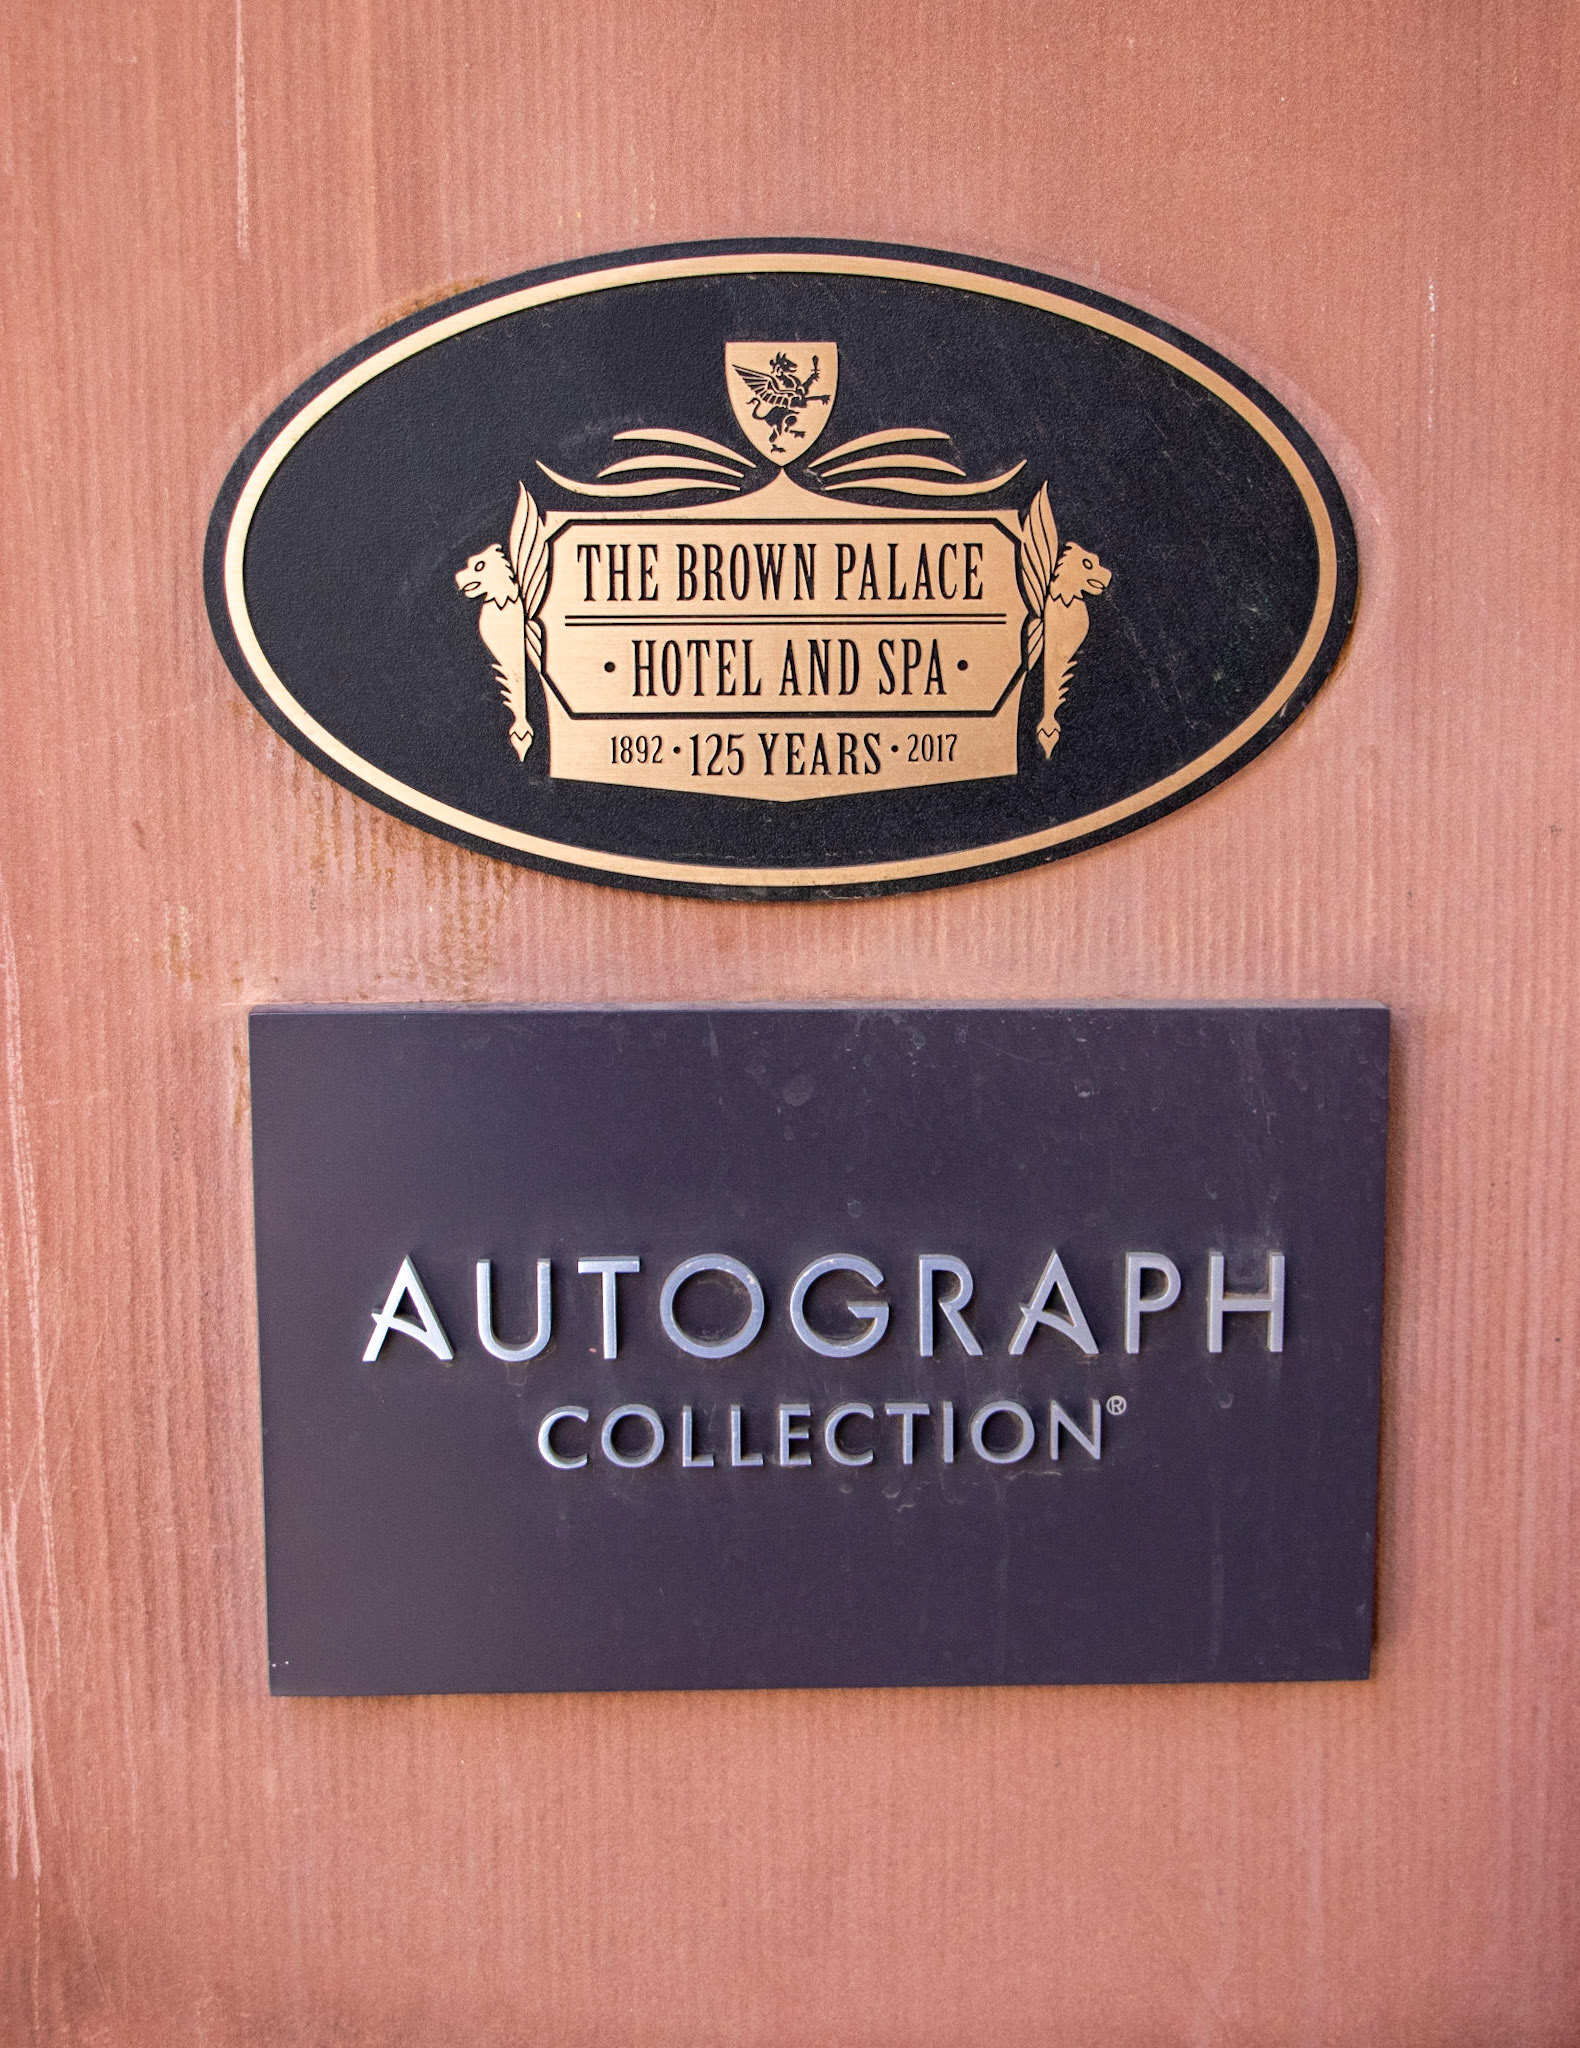 THE BROWN PALACE
· HOTEL AND SPA ·
1892 · 125 YEARS · 2017
AUTOGRAPH
COLLECTION®